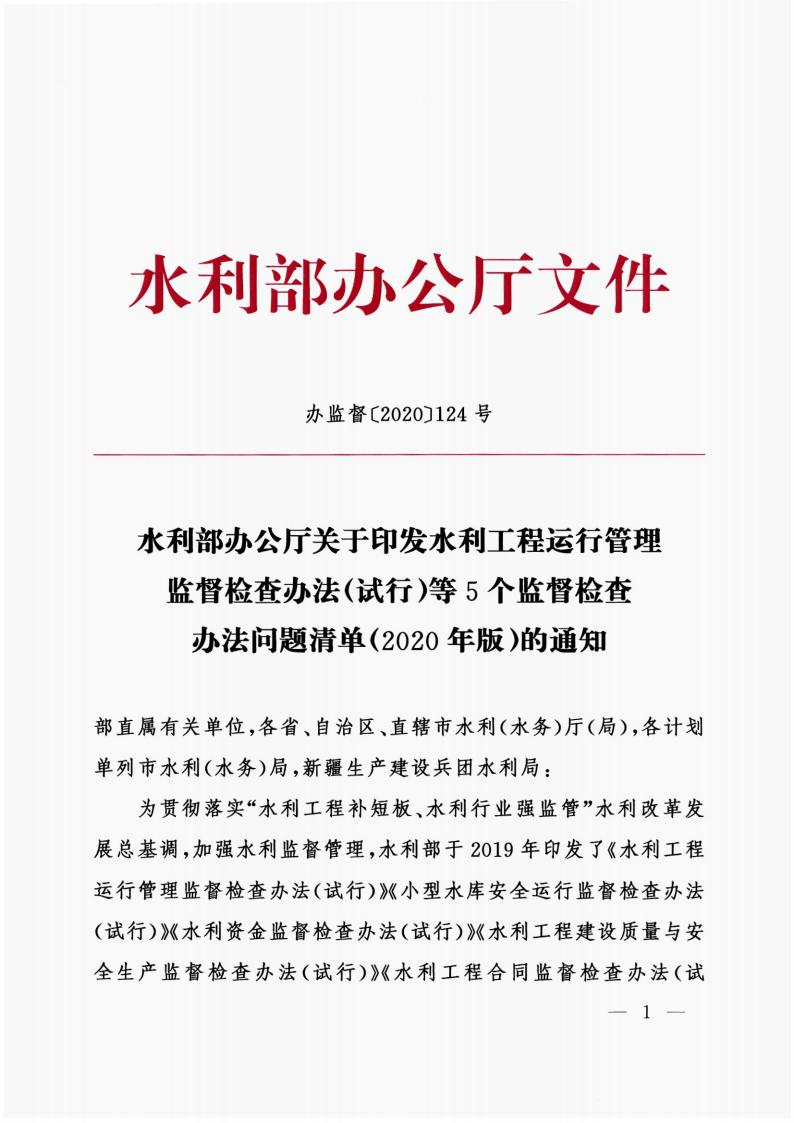 水利部办公厅文件
办监督〔2020〕124 号
水利部办公厅关于印发水利工程运行管理
监督检查办法(试行)等 5 个监督检查
办法问题清单(2020 年版)的通知
部直属有关单位,各省、自治区、直辖市水利(水务)厅(局),各计划
单列市水利(水务)局,新疆生产建设兵团水利局:
为贯彻落实“水利工程补短板、水利行业强监管”水利改革发
展总基调,加强水利监督管理,水利部于 2019 年印发了《水利工程
运行管理监督检查办法(试行)》《小型水库安全运行监督检查办法
(试行)》《水利资金监督检查办法(试行)》《水利工程建设质量与安
全生产监督检查办法(试行)》《水利工程合同监督检查办法(试
— 1 —